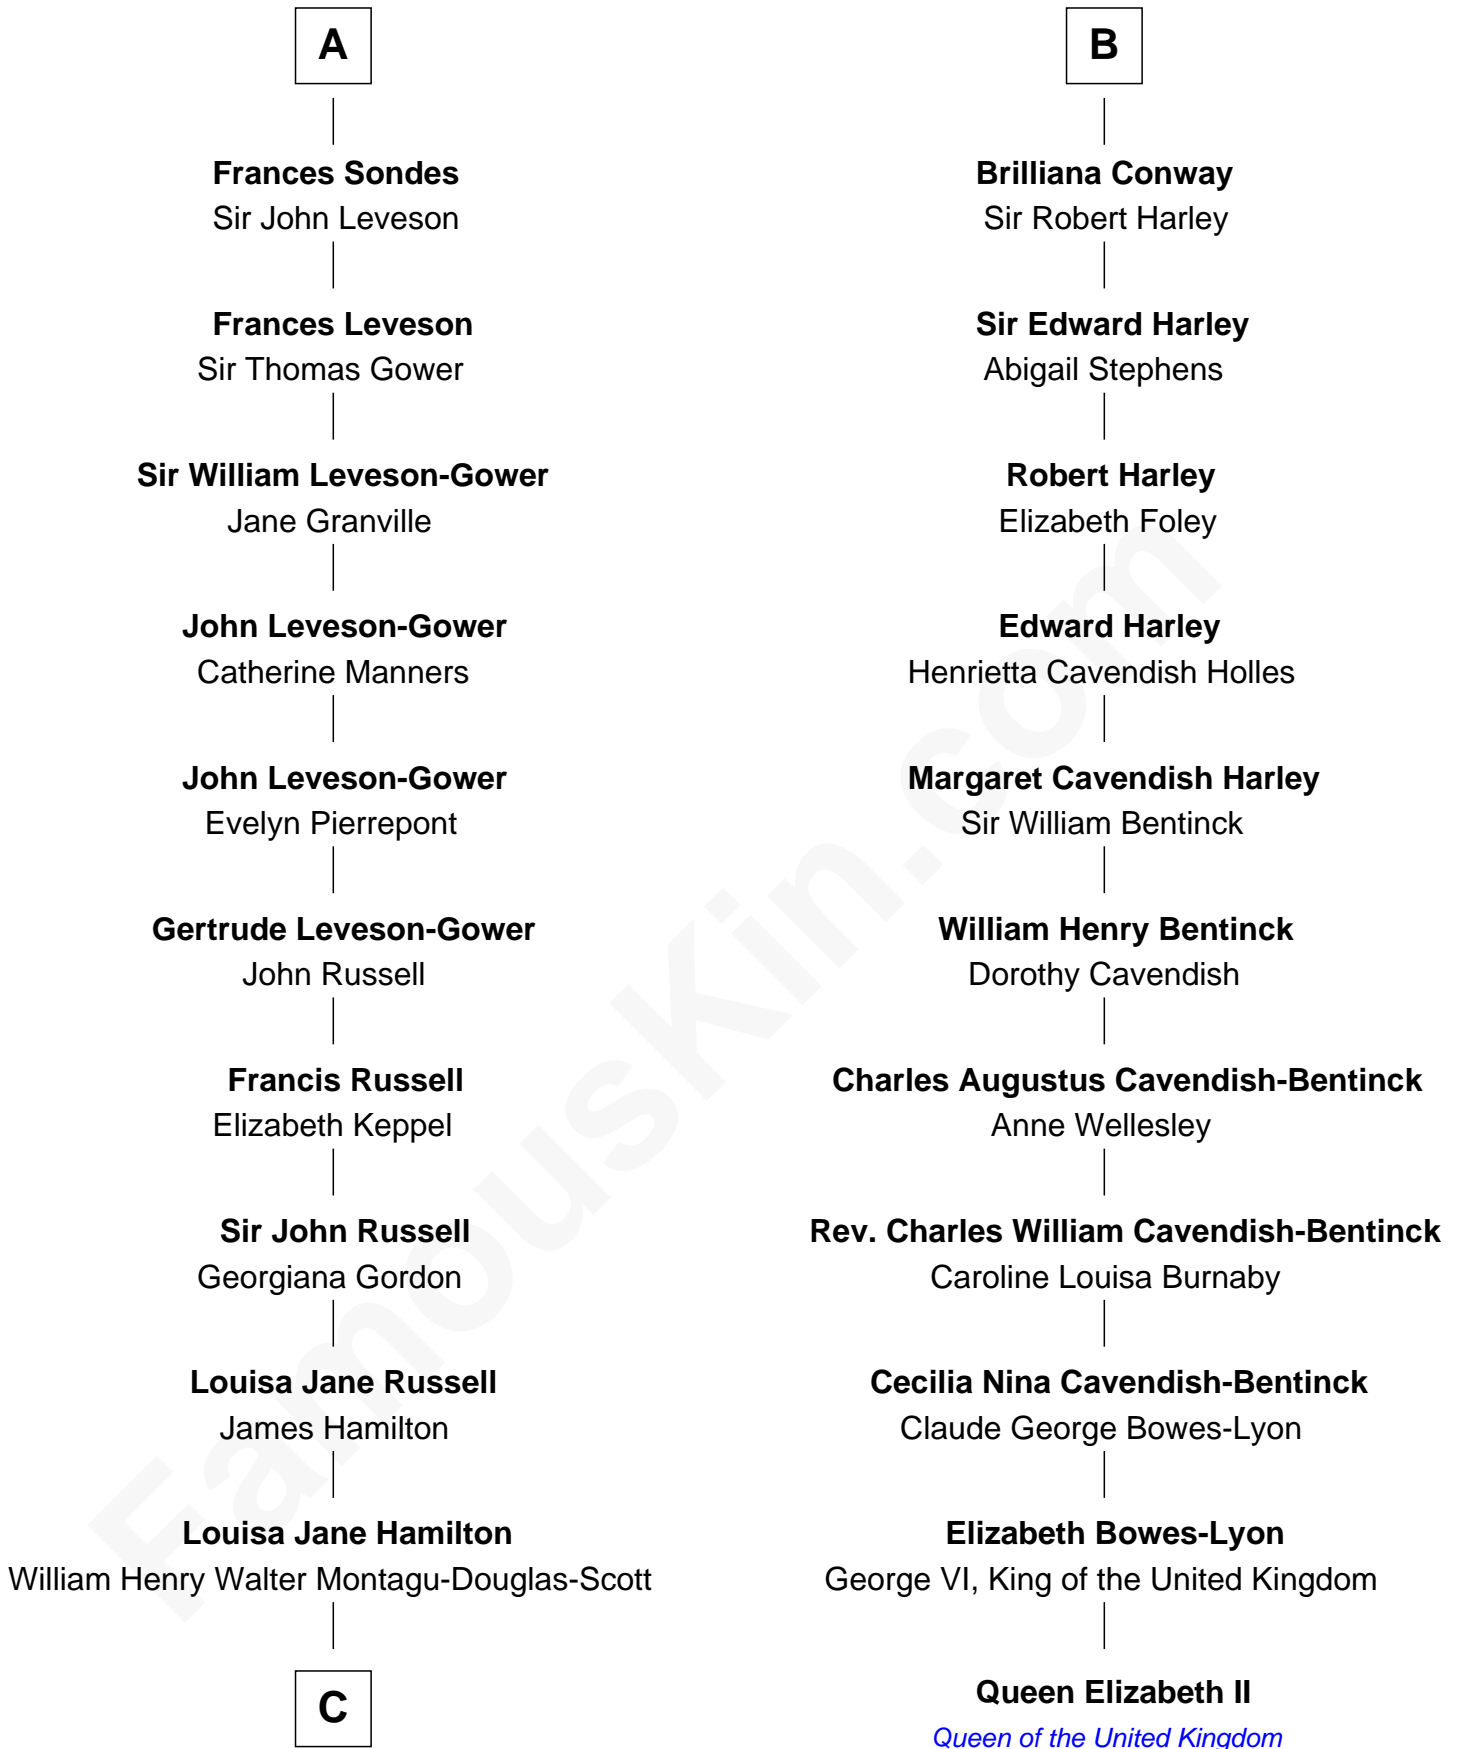 A
Frances Sondes
Sir John Leveson
Frances Leveson
Sir Thomas Gower
Sir William Leveson-Gower
Jane Granville
John Leveson-Gower
Catherine Manners
John Leveson-Gower
Evelyn Pierrepont
Gertrude Leveson-Gower
John Russell
Francis Russell
Elizabeth Keppel
Sir John Russell
Georgiana Gordon
Louisa Jane Russell
James Hamilton
Louisa Jane Hamilton
William Henry Walter Montagu-Douglas-Scott
C
B
Brilliana Conway
Sir Robert Harley
Sir Edward Harley
Abigail Stephens
Robert Harley
Elizabeth Foley
Edward Harley
Henrietta Cavendish Holles
Margaret Cavendish Harley
Sir William Bentinck
William Henry Bentinck
Dorothy Cavendish
Charles Augustus Cavendish-Bentinck
Anne Wellesley
Rev. Charles William Cavendish-Bentinck
Caroline Louisa Burnaby
Cecilia Nina Cavendish-Bentinck
Claude George Bowes-Lyon
Elizabeth Bowes-Lyon
George VI, King of the United Kingdom
Queen Elizabeth II
Queen of the United Kingdom
FamousKin.com